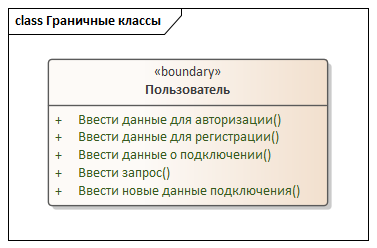 class Граничные классы
«boundary»
Пользователь
+ Ввести данные для авторизации()
+ Ввести данные для регистрации()
+ Ввести данные о подключении()
+ Ввести запрос()
+ Ввести новые данные подключения()